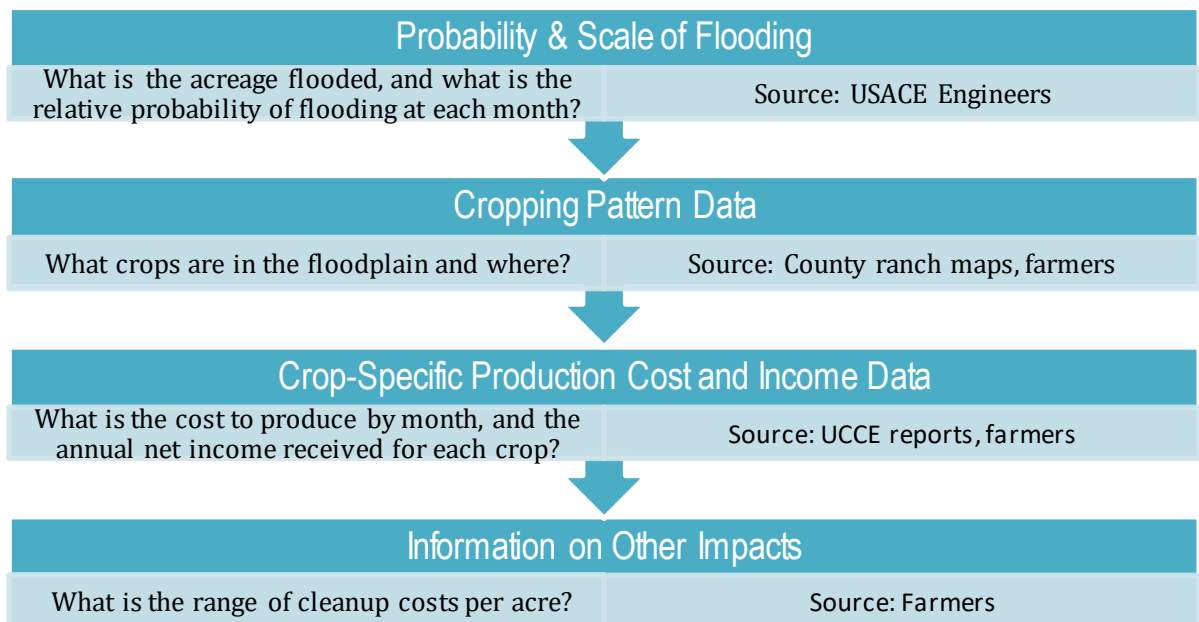 Probability & Scale of Flooding
What is the acreage flooded, and what is the
relative probability of flooding at each month?
Source: USACE Engineers
Cropping Pattern Data
What crops are in the floodplain and where?
Source: County ranch maps, farmers
Crop-Specific Production Cost and Income Data
What is the cost to produce by month, and the
annual net income received for each crop?
Source: UCCE reports, farmers
Information on Other Impacts
What is the range of cleanup costs per acre?
Source: Farmers